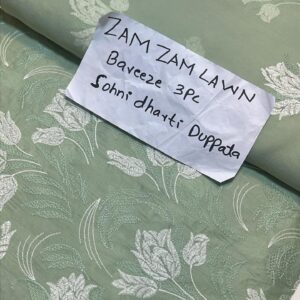 ZAM ZAM LAWN
Bareeze 3Pc
Sohni dharti Duppata